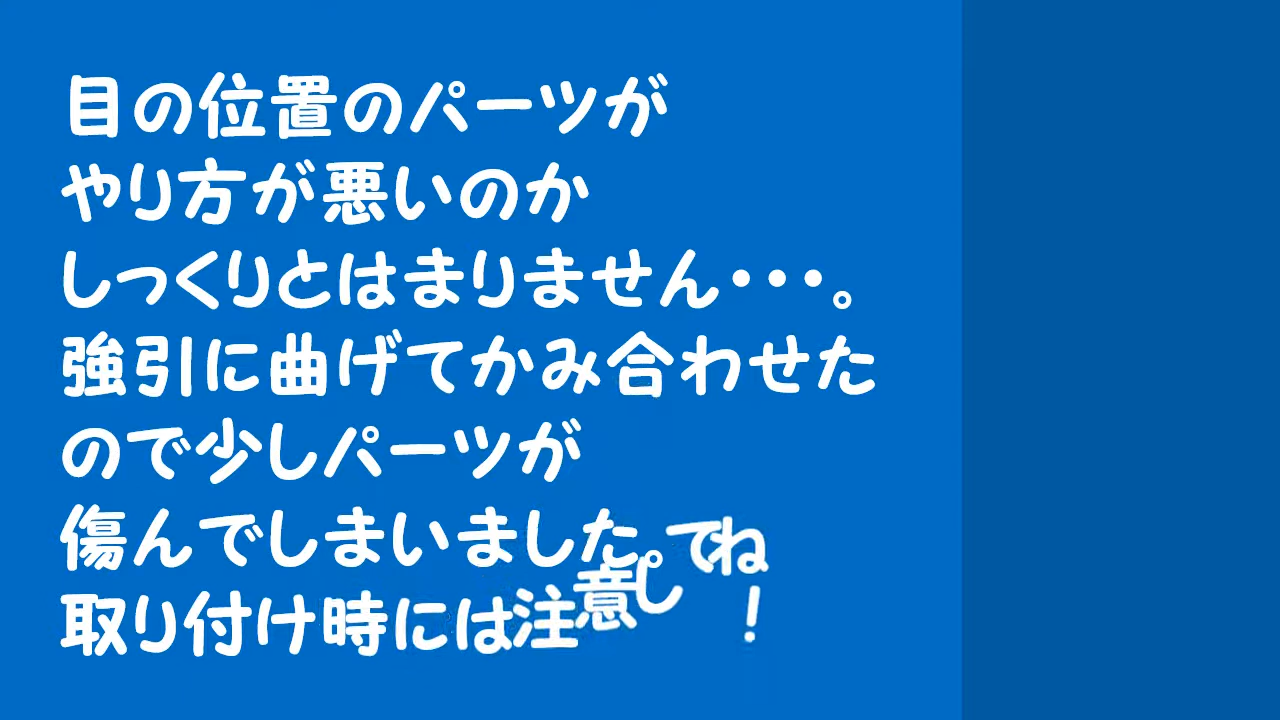 目の位置のパーツが
やり方が悪いのか
しっくりとはまりません・・・。
強引に曲げてかみ合わせた
ので少しパーツが
傷んでしまいました。
取り付け時には注意してね！